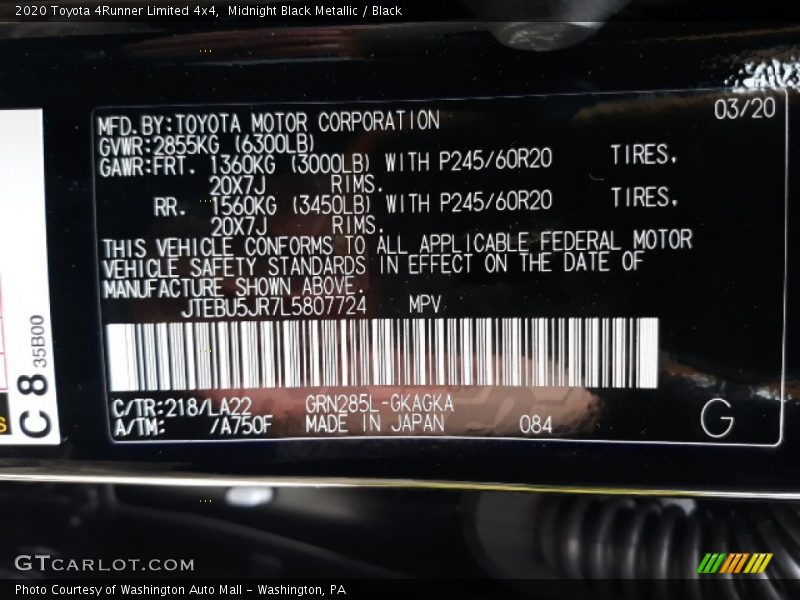 2020 Toyota 4Runner Limited 4x4, Midnight Black Metallic / Black
03/20
MFD.BY:TOYOTA MOTOR CORPORATION
GVWR:2855KG (6300LB)
GAWR:FRT. 1360KG (3000LB) WITH P245/60R20 TIRES.
20X7J RIMS.
RR. 1560KG (3450LB) WITH P245/60R20 TIRES.
20X7J RIMS.
THIS VEHICLE CONFORMS TO ALL APPLICABLE FEDERAL MOTOR
VEHICLE SAFETY STANDARDS IN EFFECT ON THE DATE OF
MANUFACTURE SHOWN ABOVE.
JTEBU5JR7L5807724 MPV
C/TR:218/LA22 GRN285L-GKAGKA
A/TM: /A750F MADE IN JAPAN 084
G
C8 35B00
S
GTCARLOT.COM
Photo Courtesy of Washington Auto Mall - Washington, PA